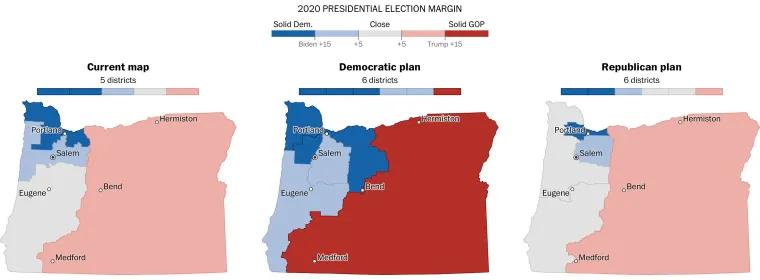 2020 PRESIDENTIAL ELECTION MARGIN
Solid Dem. Close Solid GOP
Biden +15 +5 +5 Trump +15
Current map Democratic plan Republican plan
5 districts 6 districts 6 districts
Hermiston Hermiston Hermiston
Portland Portland Portland
Salem Salem Salem
Bend Bend Bend
Eugene Eugene Eugene
Medford Medford Medford